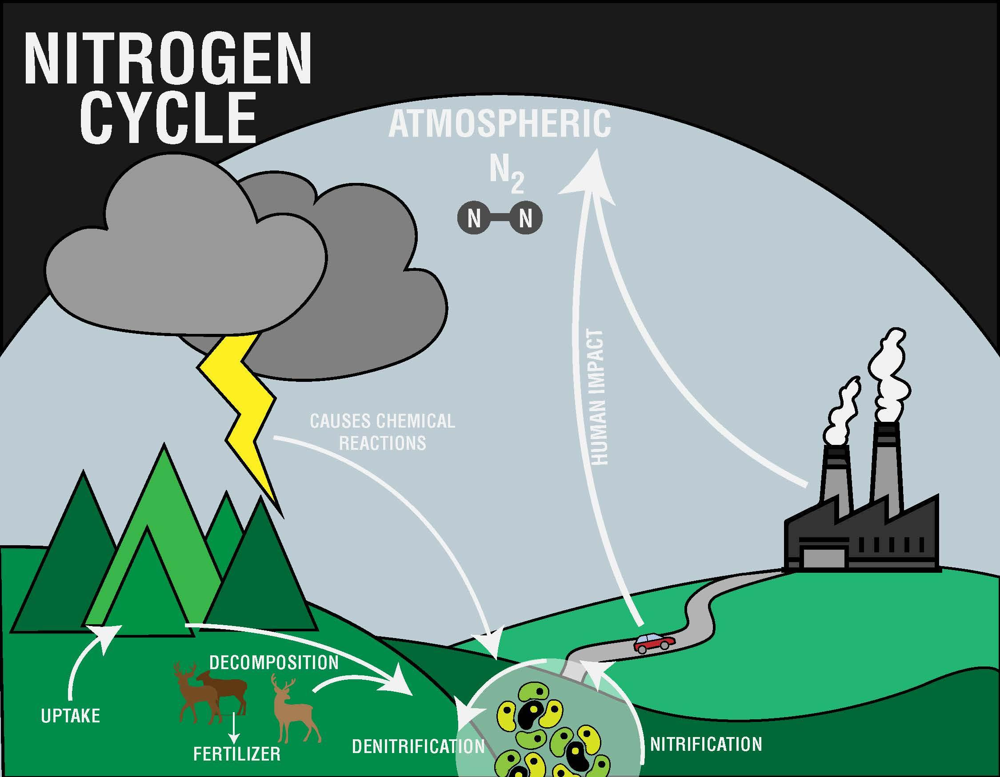 NITROGEN
CYCLE
ATMOSPHERIC
N2
N N
CAUSES CHEMICAL
REACTIONS
HUMAN IMPACT
DECOMPOSITION
UPTAKE
FERTILIZER
DENITRIFICATION
NITRIFICATION